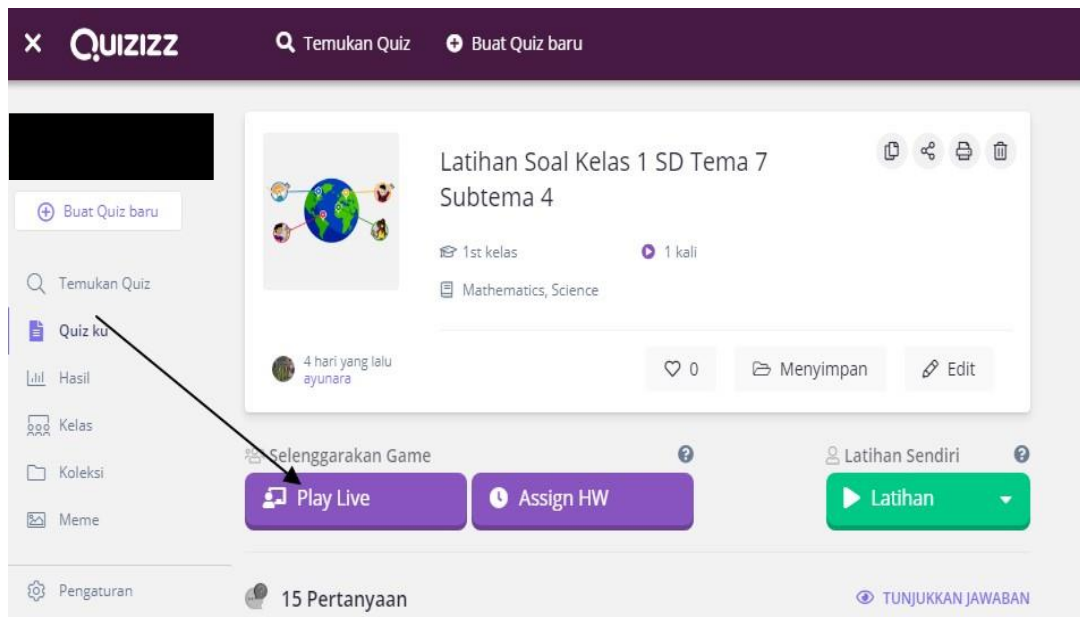 × QUIZIZZ
Temukan Quiz
Buat Quiz baru
Buat Quiz baru
Temukan Quiz
Quiz ku
Hasil
Kelas
Koleksi
Meme
Pengaturan
Latihan Soal Kelas 1 SD Tema 7
Subtema 4
1st kelas
1 kali
Mathematics, Science
4 hari yang lalu
ayunara
0
Menyimpan
Edit
Selenggarakan Game
Latihan Sendiri
Play Live
Assign HW
Latihan
15 Pertanyaan
TUNJUKKAN JAWABAN